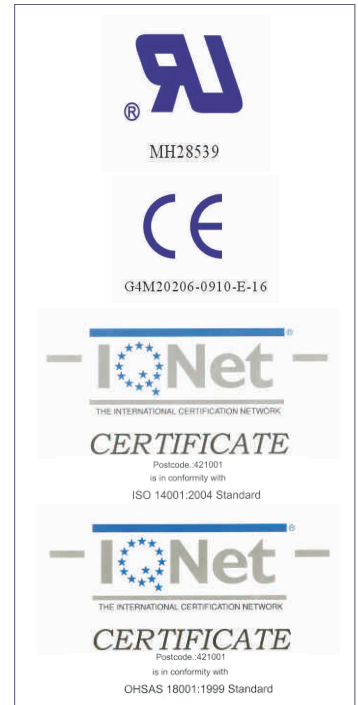 ®
MH28539
CE
G4M20206-0910-E-16
®
IQNet
THE INTERNATIONAL CERTIFICATION NETWORK
CERTIFICATE
Postcode.:421001
is in conformity with
ISO 14001:2004 Standard
®
IQNet
THE INTERNATIONAL CERTIFICATION NETWORK
CERTIFICATE
Postcode.:421001
is in conformity with
OHSAS 18001:1999 Standard